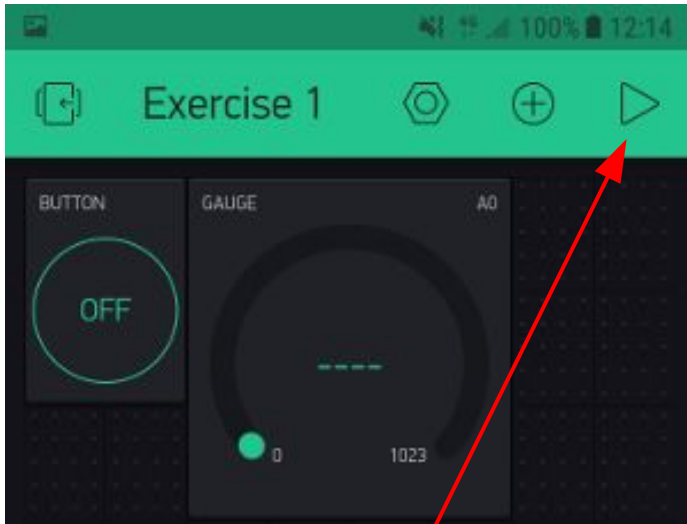 100% 12:14
Exercise 1
BUTTON
GAUGE A0
OFF
----
0 1023